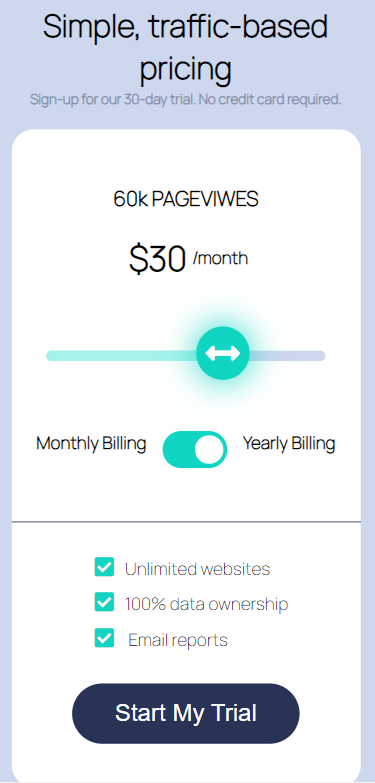 Simple, traffic-based
pricing
Sign-up for our 30-day trial. No credit card required.
60k PAGEVIWES
$30 /month
Monthly Billing Yearly Billing
Unlimited websites
100% data ownership
Email reports
Start My Trial